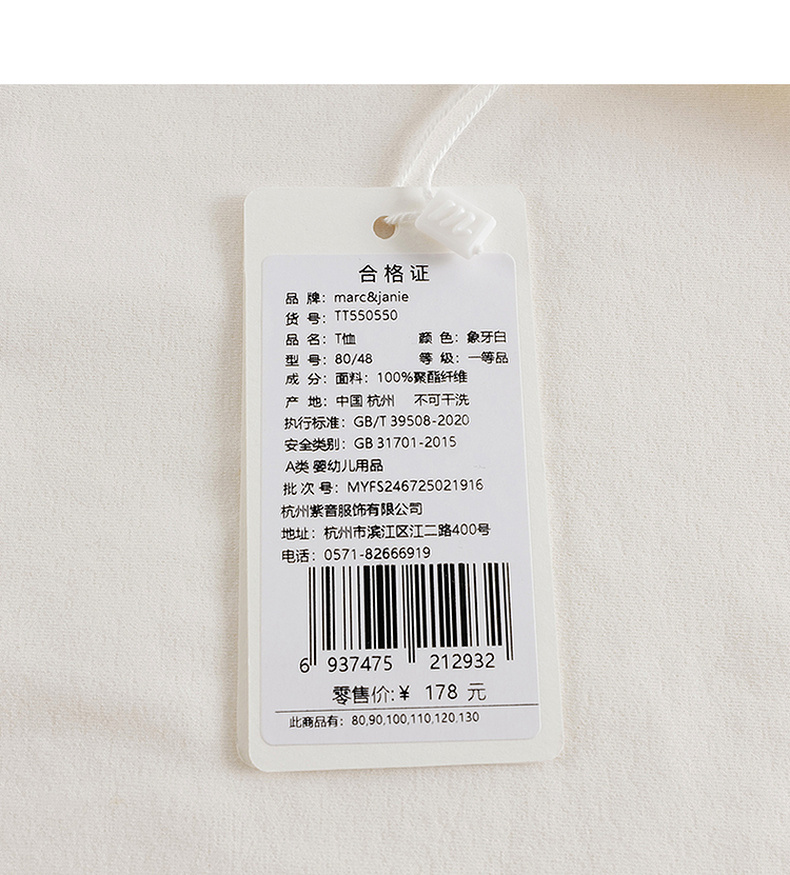 合格证
品 牌：marc&janie
货 号：TT550550
品 名：T恤 颜 色：象牙白
型 号：80/48 等 级：一等品
成 分：面料：100%聚酯纤维
产 地：中国 杭州 不可干洗
执行标准：GB/T 39508-2020
安全类别：GB 31701-2015
A类 婴幼儿用品
批 次 号：MYFS246725021916
杭州紫音服饰有限公司
地址：杭州市滨江区江二路400号
电话：0571-82666919
6 937475 212932
零售价:¥ 178 元
此商品有：80,90,100,110,120,130